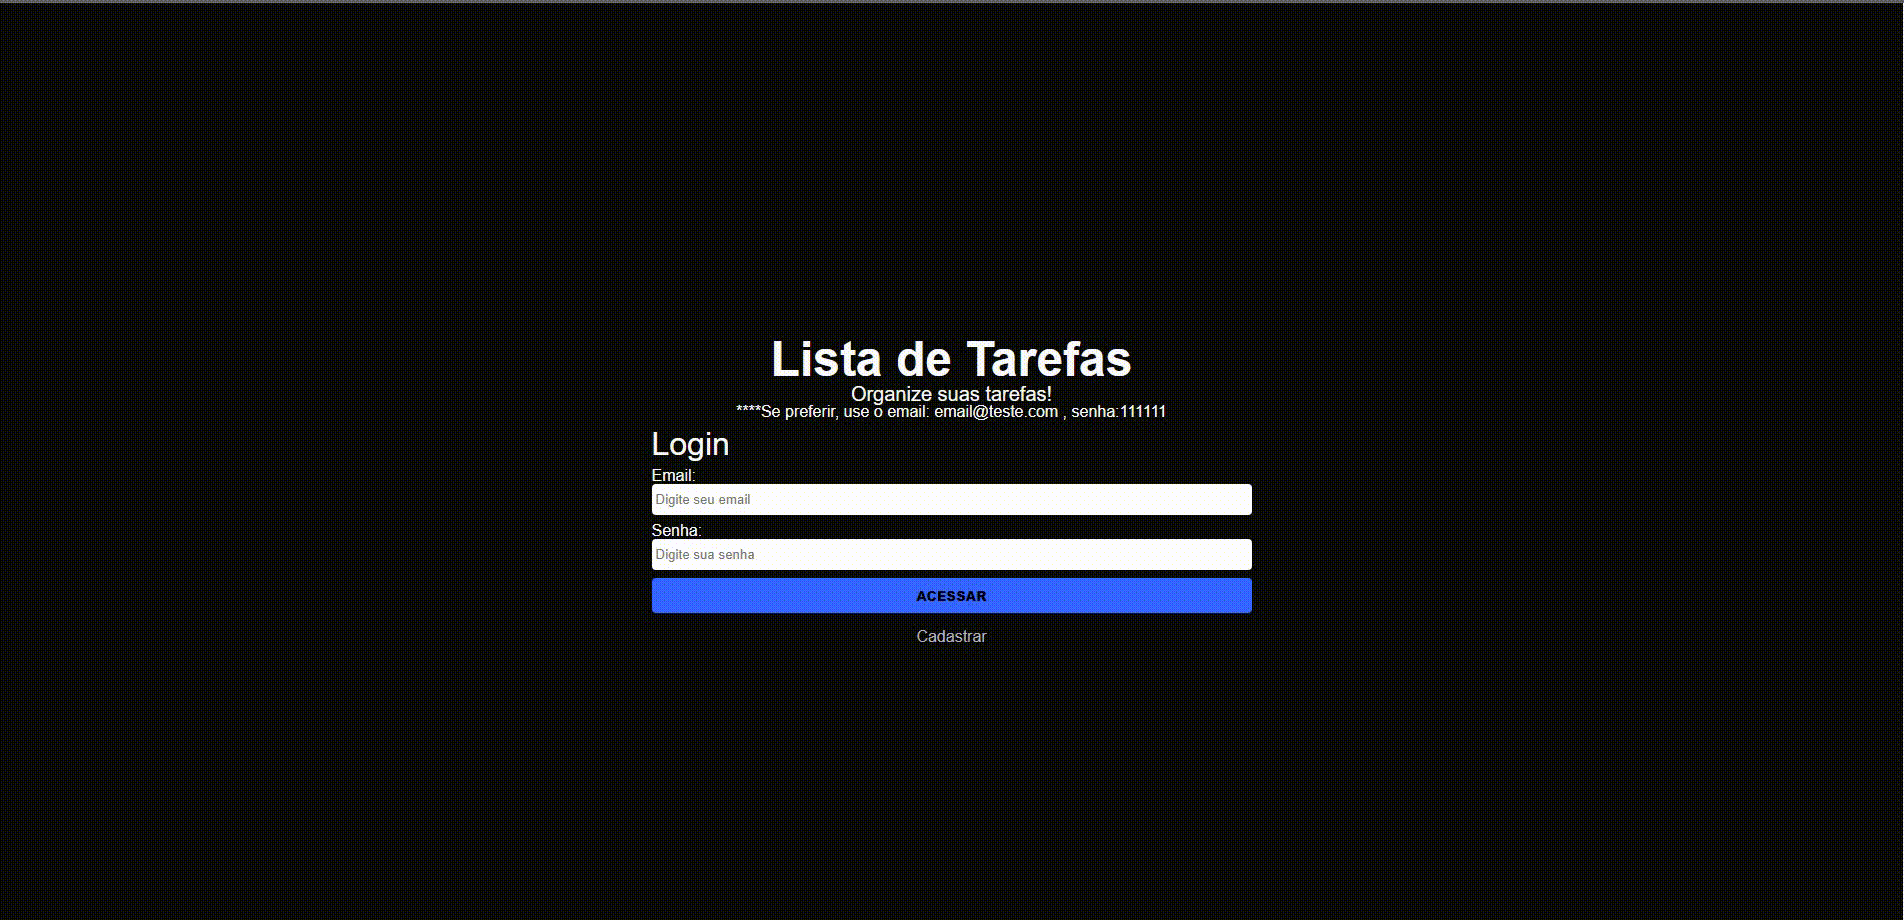 Lista de Tarefas
Organize suas tarefas!
****Se preferir, use o email: email@teste.com , senha:111111
Login
Email:
Digite seu email
Senha:
Digite sua senha
ACESSAR
Cadastrar